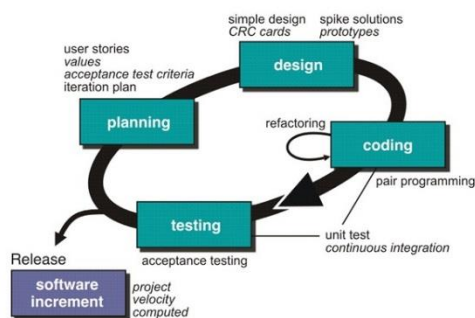 simple design
CRC cards
spike solutions
prototypes
user stories
values
acceptance test criteria
iteration plan
design
planning
refactoring
coding
pair programming
testing
unit test
continuous integration
acceptance testing
Release
software
increment
project
velocity
computed